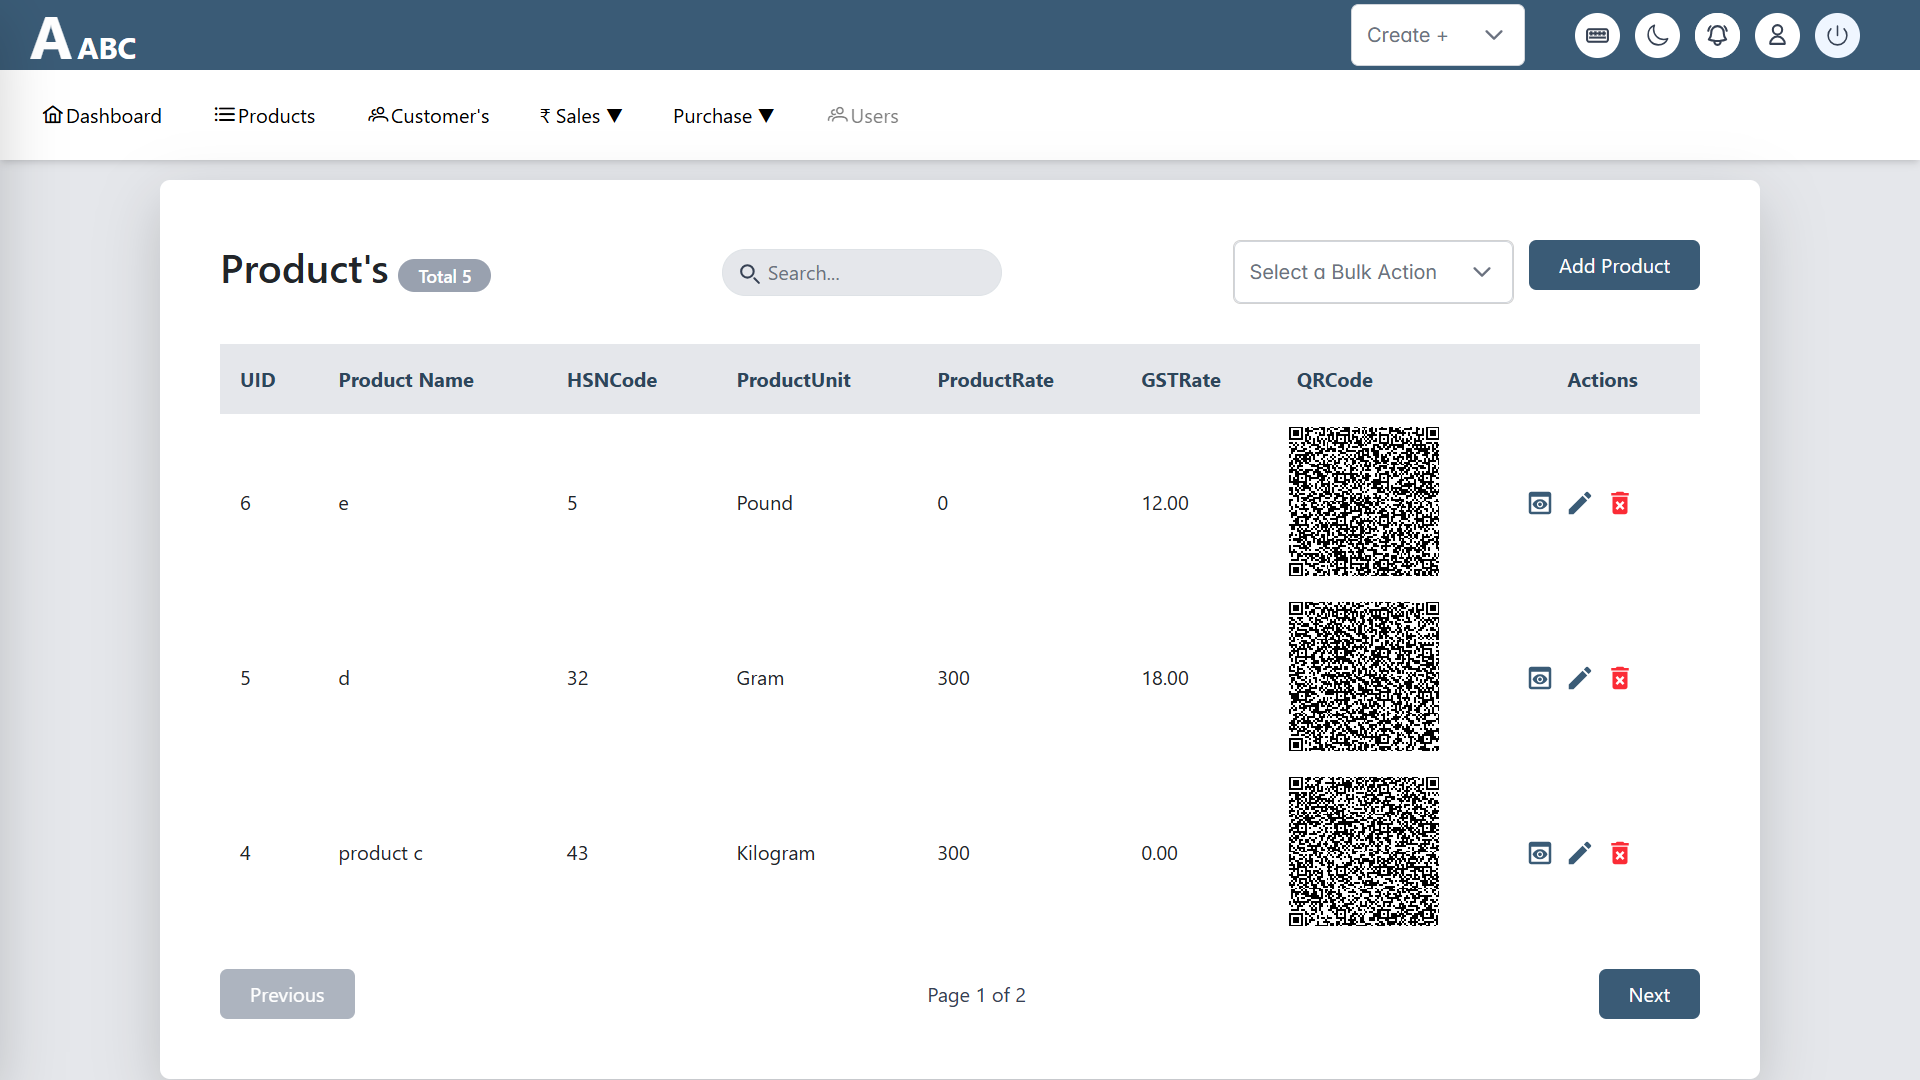 A ABC
Create +
Dashboard Products Customer's ₹ Sales ▼ Purchase ▼ Users
Product's Total 5 Search... Select a Bulk Action Add Product
UID Product Name HSNCode ProductUnit ProductRate GSTRate QRCode Actions
6 e 5 Pound 0 12.00
5 d 32 Gram 300 18.00
4 product c 43 Kilogram 300 0.00
Previous Page 1 of 2 Next